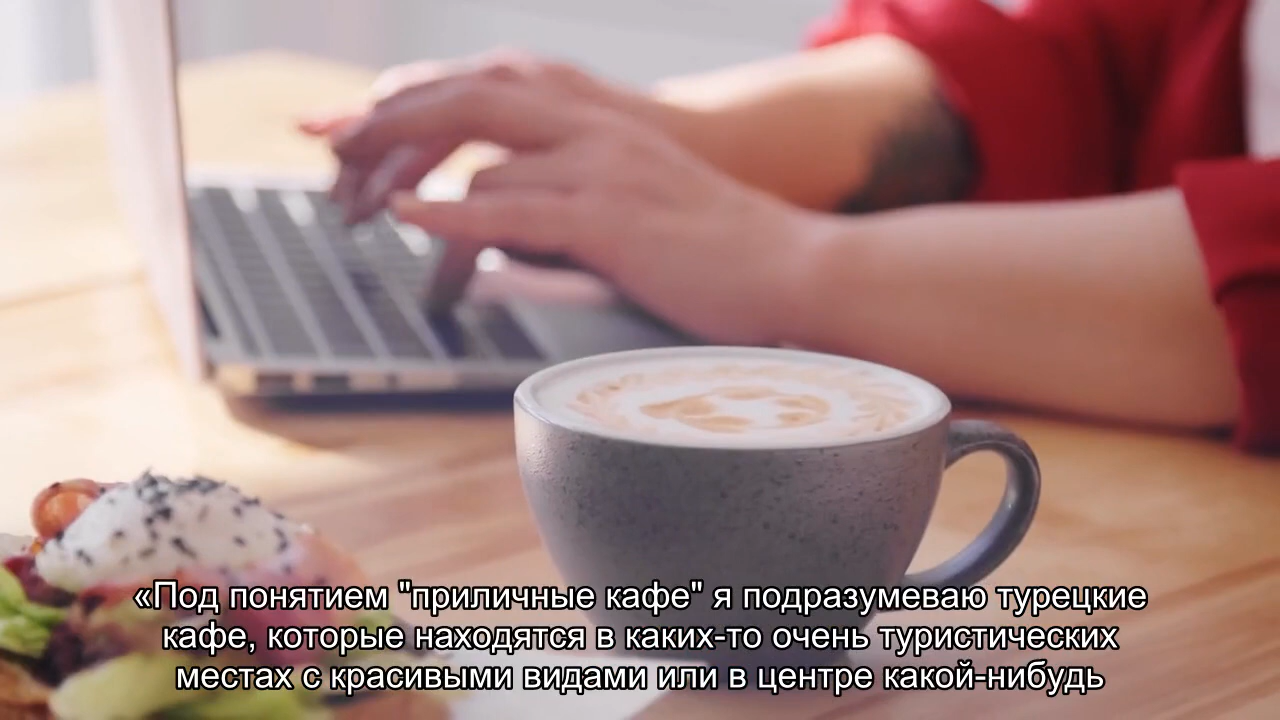 «Под понятием "приличные кафе" я подразумеваю турецкие
кафе, которые находятся в каких-то очень туристических
местах с красивыми видами или в центре какой-нибудь